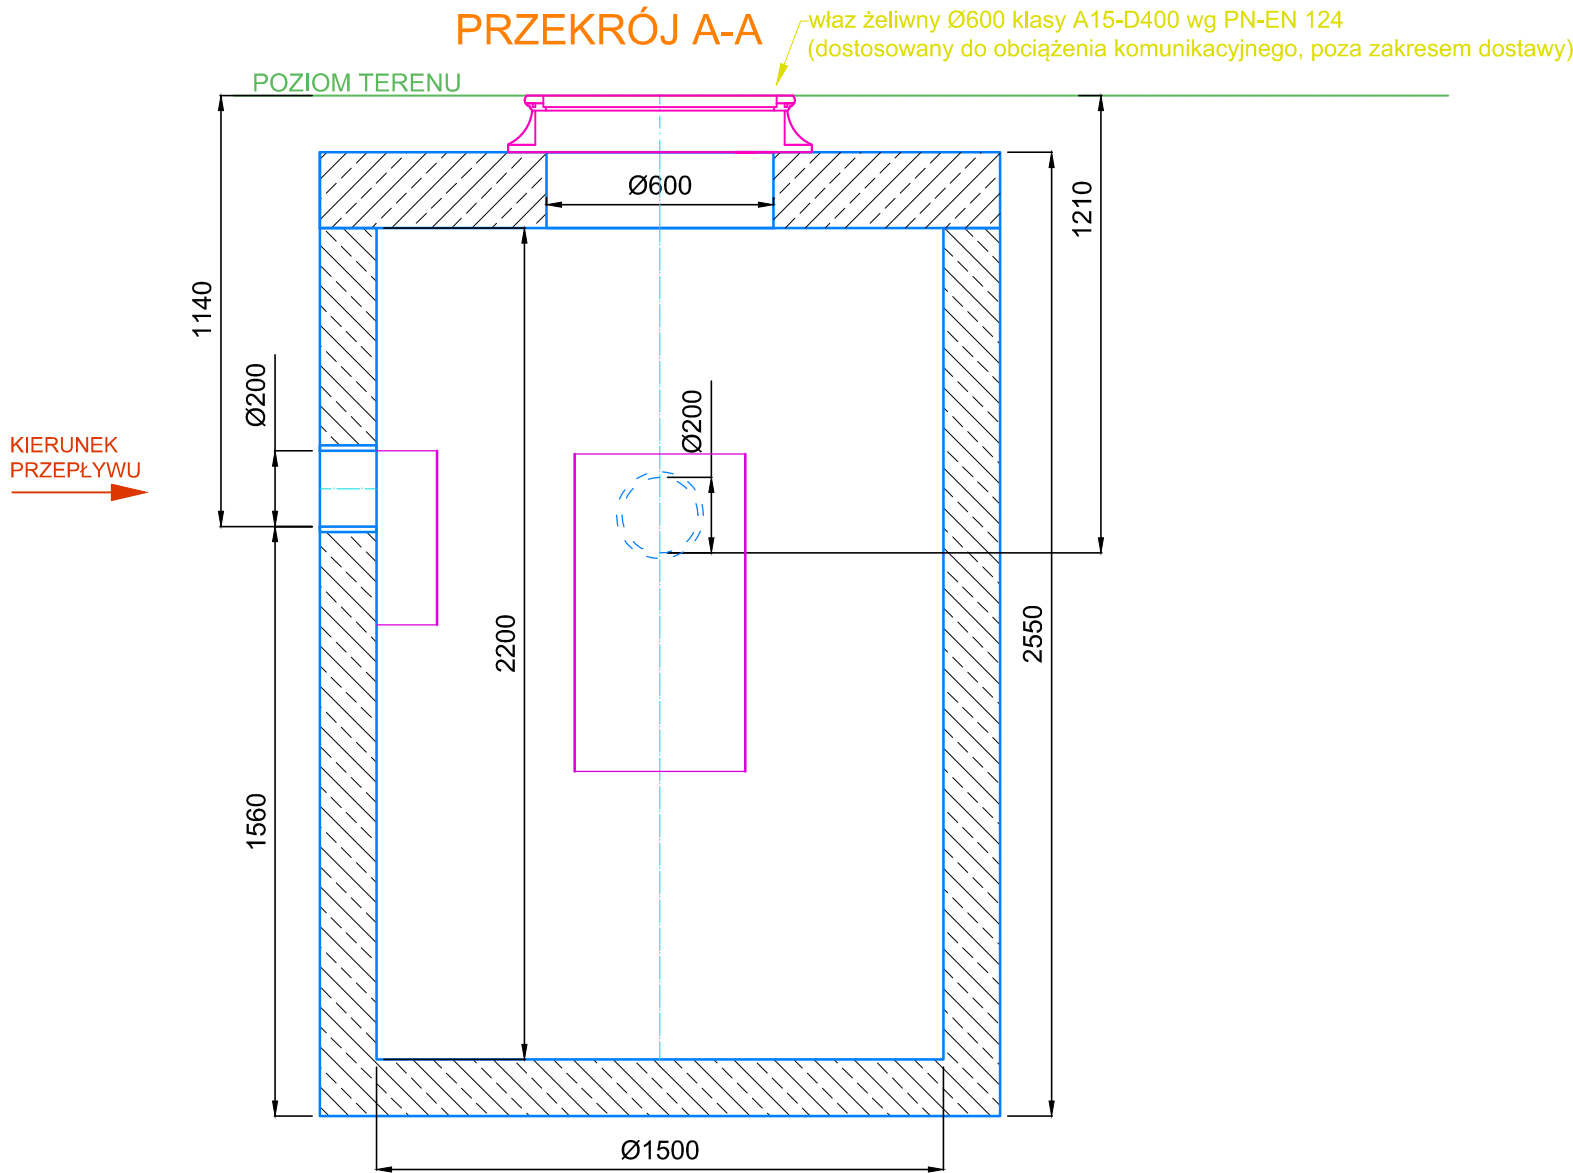 PRZEKRÓJ A-A
właz żeliwny Ø600 klasy A15-D400 wg PN-EN 124
(dostosowany do obciążenia komunikacyjnego, poza zakresem dostawy)
POZIOM TERENU
Ø600
1210
1140
Ø200
Ø200
KIERUNEK
PRZEPŁYWU
2200
2550
1560
Ø1500